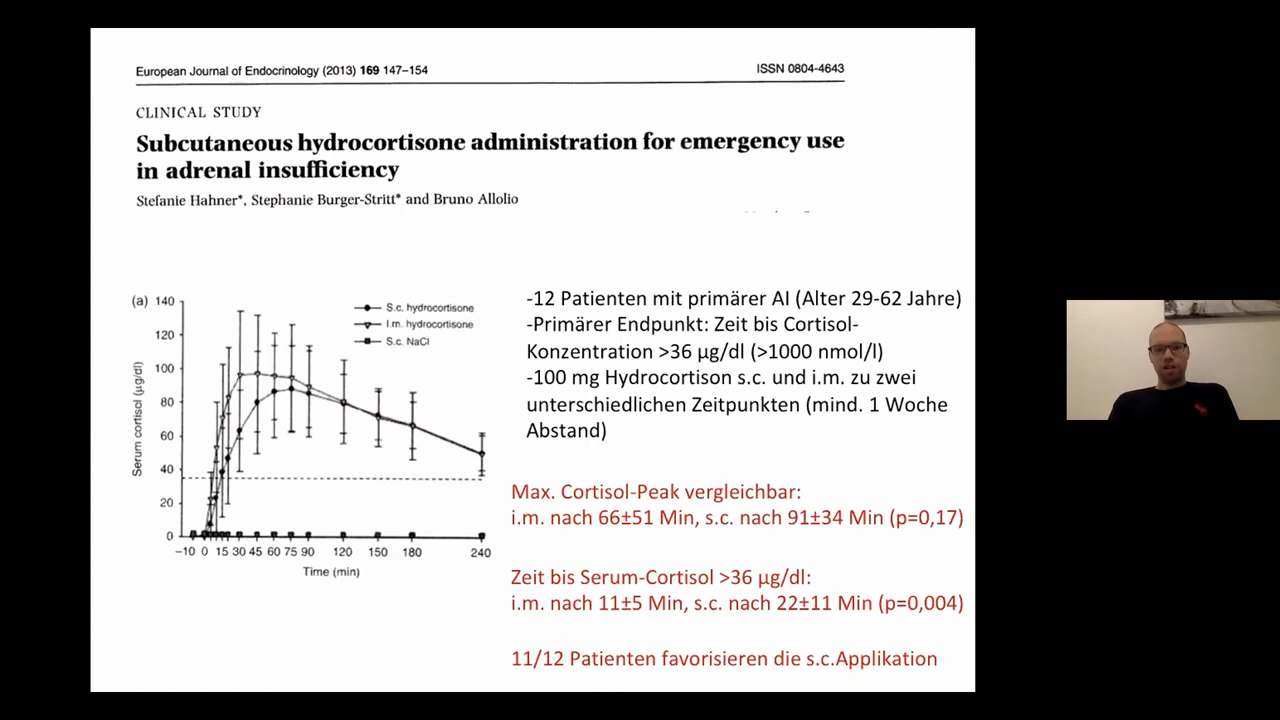 European Journal of Endocrinology (2013) 169 147–154
ISSN 0804-4643
CLINICAL STUDY
Subcutaneous hydrocortisone administration for emergency use
in adrenal insufficiency
Stefanie Hahner*, Stephanie Burger-Stritt* and Bruno Allolio
(a)
140
120
100
80
60
40
20
0
Serum cortisol (µg/dl)
S.c. hydrocortisone
I.m. hydrocortisone
S.c. NaCl
−10 0 15 30 45 60 75 90 120 150 180 240
Time (min)
-12 Patienten mit primärer AI (Alter 29-62 Jahre)
-Primärer Endpunkt: Zeit bis Cortisol-
Konzentration >36 µg/dl (>1000 nmol/l)
-100 mg Hydrocortison s.c. und i.m. zu zwei
unterschiedlichen Zeitpunkten (mind. 1 Woche
Abstand)
Max. Cortisol-Peak vergleichbar:
i.m. nach 66±51 Min, s.c. nach 91±34 Min (p=0,17)
Zeit bis Serum-Cortisol >36 µg/dl:
i.m. nach 11±5 Min, s.c. nach 22±11 Min (p=0,004)
11/12 Patienten favorisieren die s.c.Applikation